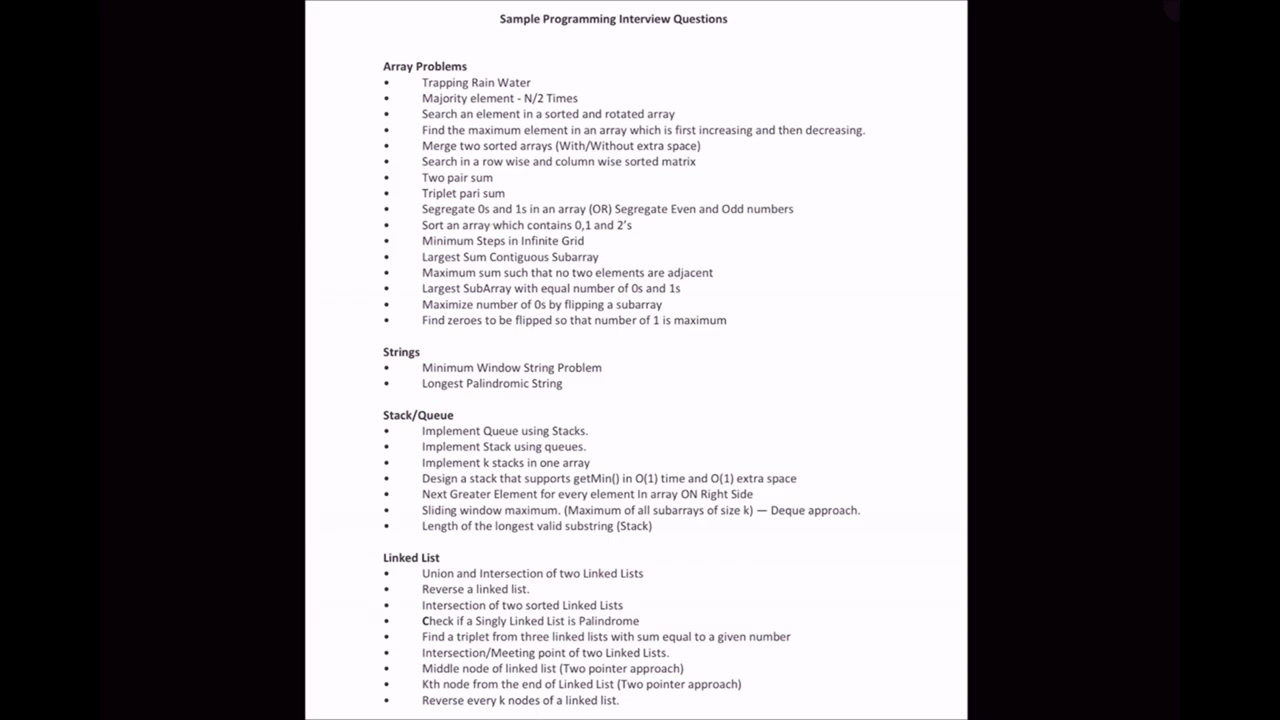 Sample Programming Interview Questions
Array Problems
• Trapping Rain Water
• Majority element - N/2 Times
• Search an element in a sorted and rotated array
• Find the maximum element in an array which is first increasing and then decreasing.
• Merge two sorted arrays (With/Without extra space)
• Search in a row wise and column wise sorted matrix
• Two pair sum
• Triplet pari sum
• Segregate 0s and 1s in an array (OR) Segregate Even and Odd numbers
• Sort an array which contains 0,1 and 2’s
• Minimum Steps in Infinite Grid
• Largest Sum Contiguous Subarray
• Maximum sum such that no two elements are adjacent
• Largest SubArray with equal number of 0s and 1s
• Maximize number of 0s by flipping a subarray
• Find zeroes to be flipped so that number of 1 is maximum
Strings
• Minimum Window String Problem
• Longest Palindromic String
Stack/Queue
• Implement Queue using Stacks.
• Implement Stack using queues.
• Implement k stacks in one array
• Design a stack that supports getMin() in O(1) time and O(1) extra space
• Next Greater Element for every element In array ON Right Side
• Sliding window maximum. (Maximum of all subarrays of size k) — Deque approach.
• Length of the longest valid substring (Stack)
Linked List
• Union and Intersection of two Linked Lists
• Reverse a linked list.
• Intersection of two sorted Linked Lists
• Check if a Singly Linked List is Palindrome
• Find a triplet from three linked lists with sum equal to a given number
• Intersection/Meeting point of two Linked Lists.
• Middle node of linked list (Two pointer approach)
• Kth node from the end of Linked List (Two pointer approach)
• Reverse every k nodes of a linked list.